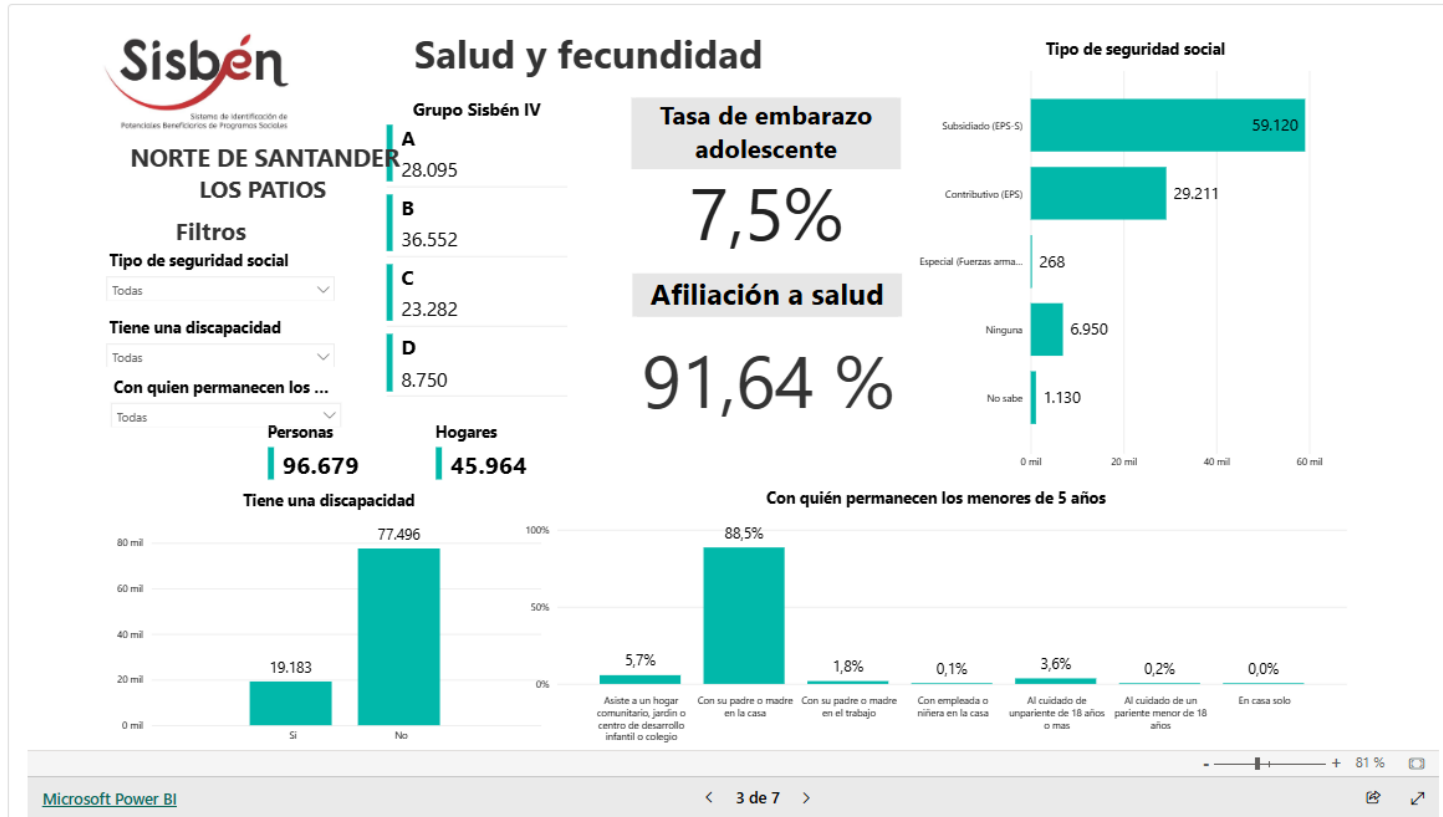 Sisbén
Sistema de Identificación de
Potenciales Beneficiarios de Programas Sociales
NORTE DE SANTANDER
LOS PATIOS
Filtros
Tipo de seguridad social
Todas
Tiene una discapacidad
Todas
Con quien permanecen los ...
Todas
Salud y fecundidad
Grupo Sisbén IV
A
28.095
B
36.552
C
23.282
D
8.750
Tasa de embarazo
adolescente
7,5%
Afiliación a salud
91,64 %
Tipo de seguridad social
Subsidiado (EPS-S)
59.120
Contributivo (EPS)
29.211
Especial (Fuerzas arma...
268
Ninguna
6.950
No sabe
1.130
0 mil
20 mil
40 mil
60 mil
Personas
96.679
Hogares
45.964
Tiene una discapacidad
80 mil
60 mil
40 mil
20 mil
0 mil
19.183
77.496
Si
No
Con quién permanecen los menores de 5 años
100%
50%
0%
5,7%
88,5%
1,8%
0,1%
3,6%
0,2%
0,0%
Asiste a un hogar
comunitario, jardin o
centro de desarrollo
infantil o colegio
Con su padre o madre
en la casa
Con su padre o madre
en el trabajo
Con empleada o
niñera en la casa
Al cuidado de
unpariente de 18 años
o mas
Al cuidado de un
pariente menor de 18
años
En casa solo
- + 81 %
Microsoft Power BI
< 3 de 7 >